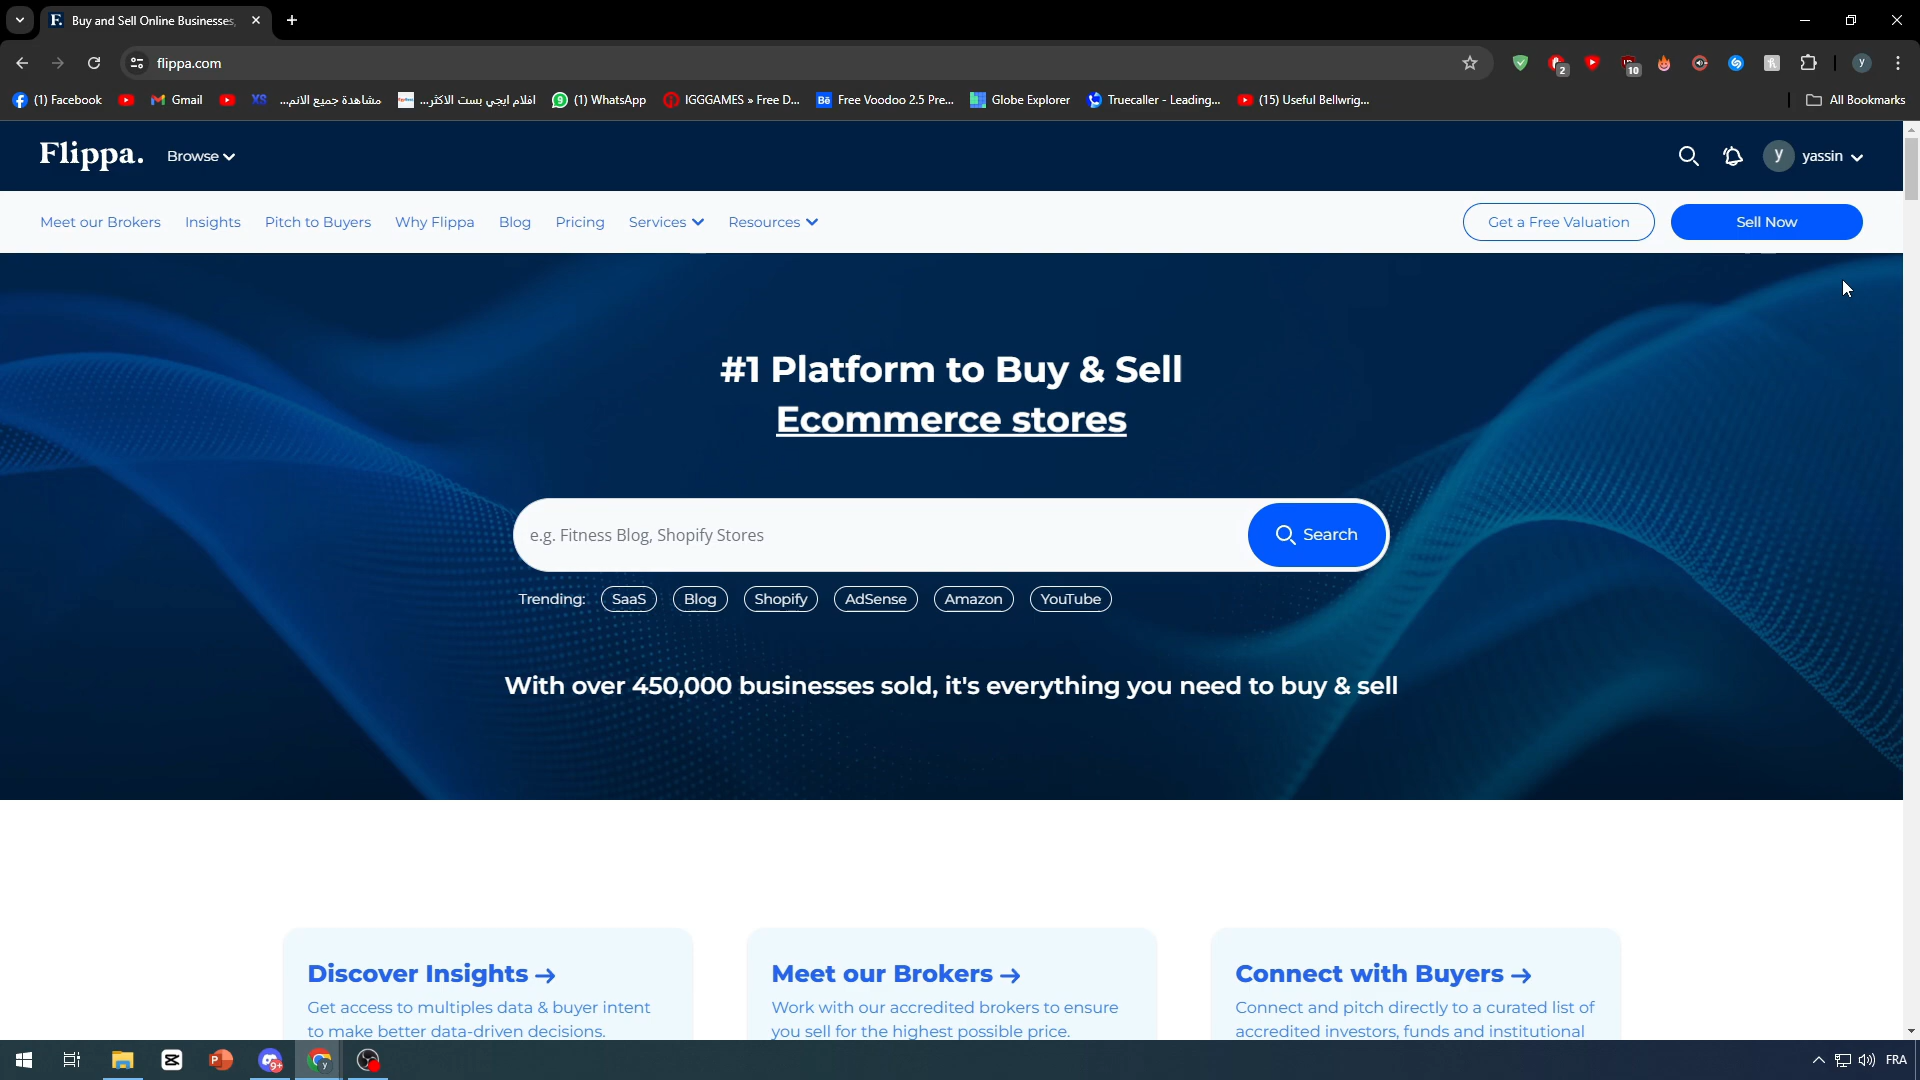 Buy and Sell Online Businesses,
flippa.com
2
10
y
(1) Facebook
Gmail
XS
مشاهدة جميع الانم...
افلام ايجي بست الاكثر...
(1) WhatsApp
IGGGAMES » Free D...
Bē Free Voodoo 2.5 Pre...
Globe Explorer
Truecaller - Leading...
(15) Useful Bellwrig...
All Bookmarks
Flippa.
Browse
y
yassin
Meet our Brokers
Insights
Pitch to Buyers
Why Flippa
Blog
Pricing
Services
Resources
Get a Free Valuation
Sell Now
#1 Platform to Buy & Sell
Ecommerce stores
e.g. Fitness Blog, Shopify Stores
Search
Trending:
SaaS
Blog
Shopify
AdSense
Amazon
YouTube
With over 450,000 businesses sold, it's everything you need to buy & sell
Discover Insights →
Get access to multiples data & buyer intent
to make better data-driven decisions.
Meet our Brokers →
Work with our accredited brokers to ensure
you sell for the highest possible price.
Connect with Buyers →
Connect and pitch directly to a curated list of
accredited investors, funds and institutional
9+
FRA